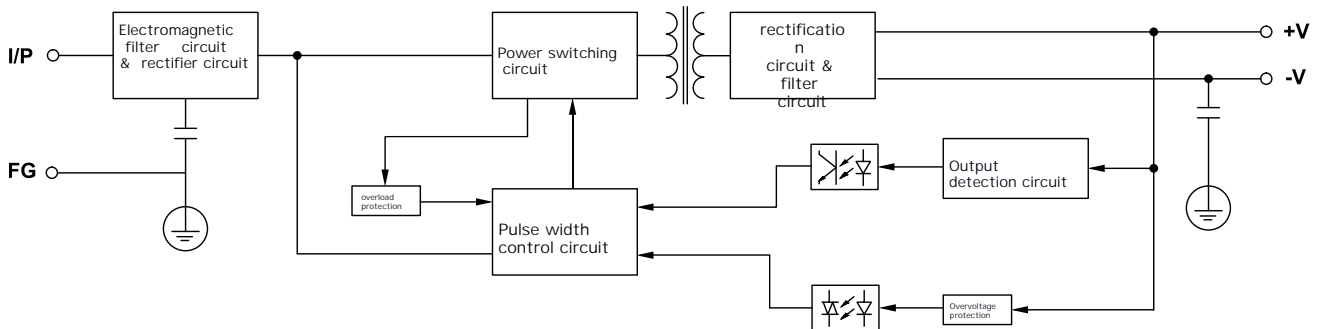 Electromagnetic
filter circuit
& rectifier circuit
Power switching
circuit
rectificatio
n
circuit &
filter
circuit
+V
I/P
-V
FG
overload
protection
Pulse width
control circuit
Output
detection circuit
Overvoltage
protection